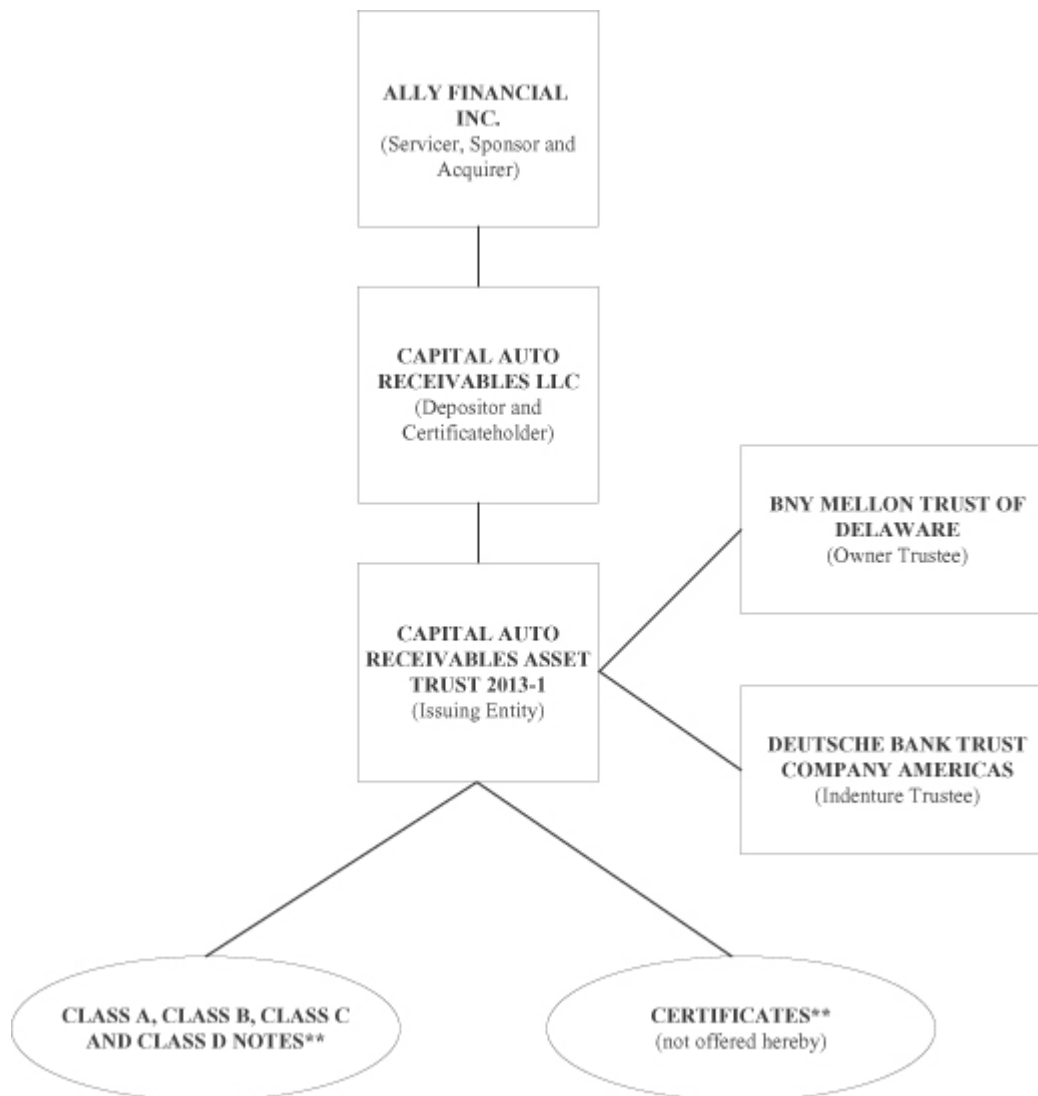 ALLY FINANCIAL
INC.
(Servicer, Sponsor and
Acquirer)
CAPITAL AUTO
RECEIVABLES LLC
(Depositor and
Certificateholder)
BNY MELLON TRUST OF
DELAWARE
(Owner Trustee)
CAPITAL AUTO
RECEIVABLES ASSET
TRUST 2013-1
(Issuing Entity)
DEUTSCHE BANK TRUST
COMPANY AMERICAS
(Indenture Trustee)
CLASS A, CLASS B, CLASS C
AND CLASS D NOTES**
CERTIFICATES**
(not offered hereby)